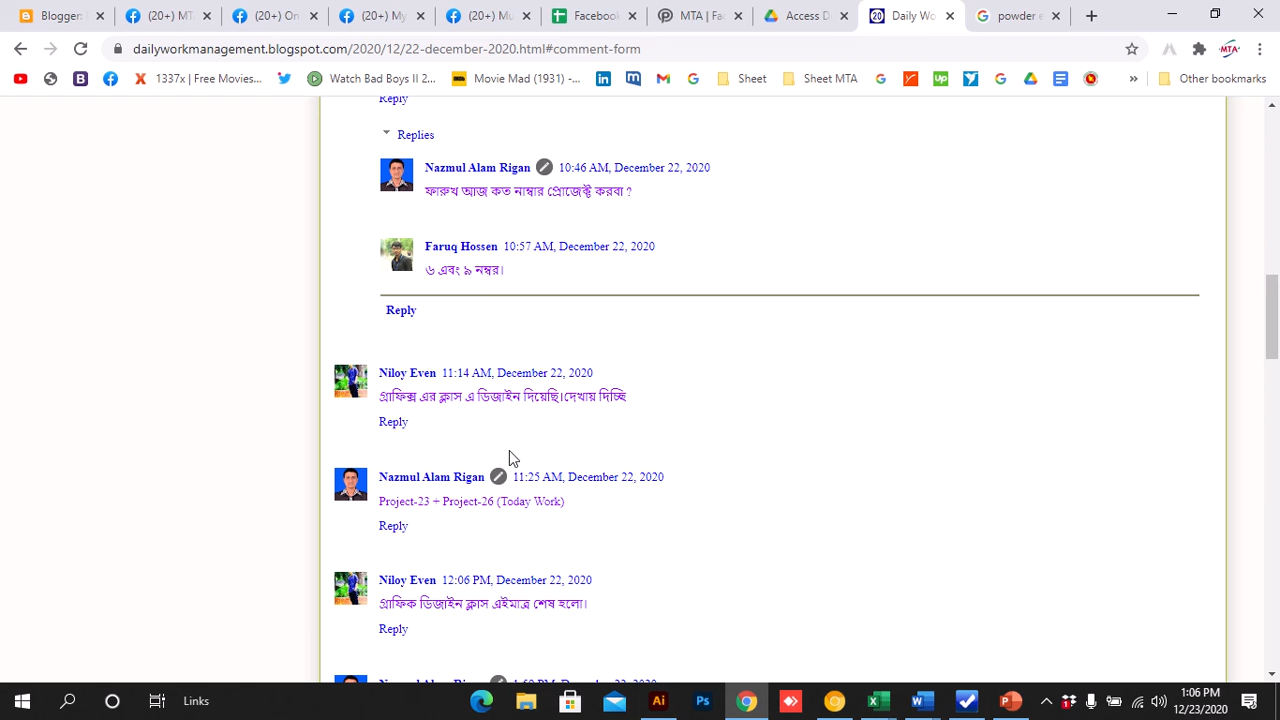 Blogger:
(20+)
(20+) On
(20+) My
(20+) M
Facebook
MTA | F
Access D
20
Daily Wo
powder e
dailyworkmanagement.blogspot.com/2020/12/22-december-2020.html#comment-form
1337x | Free Movies...
Watch Bad Boys II 2...
Movie Mad (1931) -...
Sheet
Sheet MTA
Other bookmarks
Reply
Replies
Nazmul Alam Rigan 10:46 AM, December 22, 2020
ফারুখ আজ কত নাম্বার প্রোজেক্ট করবা ?
Faruq Hossen 10:57 AM, December 22, 2020
৬ এবং ৯ নম্বর।
Reply
Niloy Even 11:14 AM, December 22, 2020
গ্রাফিক্স এর ক্লাস এ ডিজাইন দিয়েছি।দেখায় দিচ্ছি
Reply
Nazmul Alam Rigan 11:25 AM, December 22, 2020
Project-23 + Project-26 (Today Work)
Reply
Niloy Even 12:06 PM, December 22, 2020
গ্রাফিক ডিজাইন ক্লাস এইমাত্র শেষ হলো।
Reply
Links
1:06 PM
12/23/2020